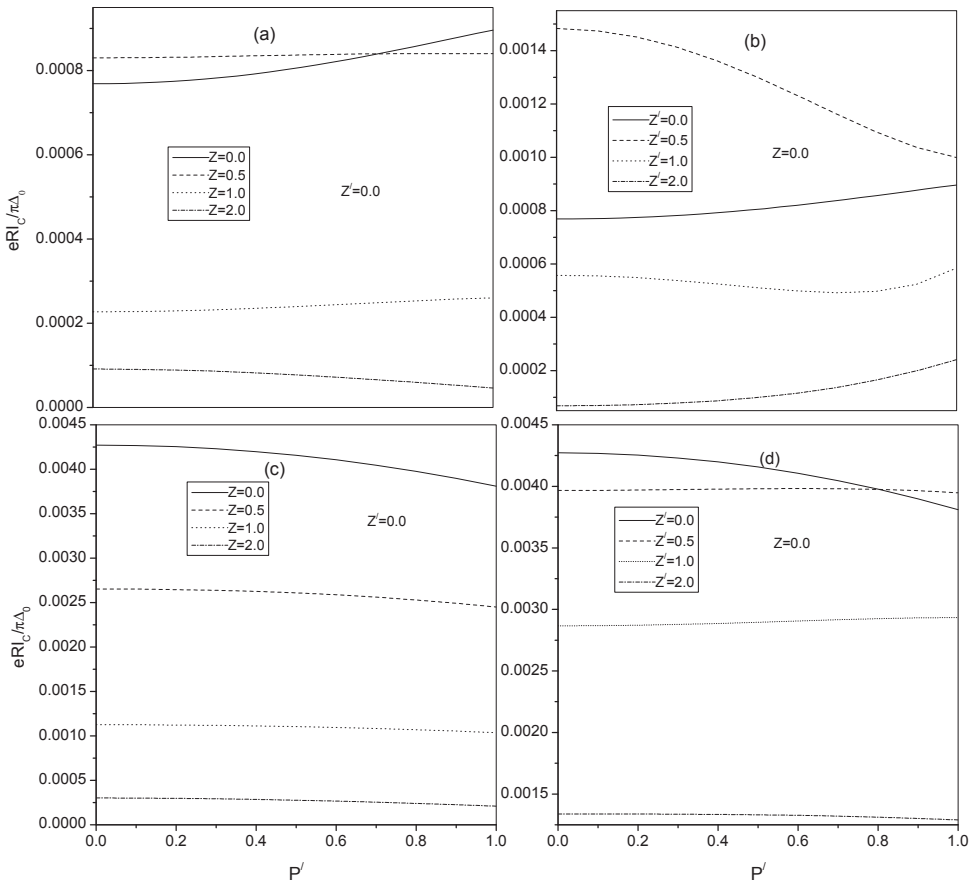 (a)
0.0008
0.0006
0.0004
0.0002
0.0000
eRI_C/πΔ_0
Z=0.0
Z=0.5
Z=1.0
Z=2.0
Z^/=0.0
(b)
0.0014
0.0012
0.0010
0.0008
0.0006
0.0004
0.0002
Z^/=0.0
Z^/=0.5
Z^/=1.0
Z^/=2.0
Z=0.0
(c)
0.0045
0.0040
0.0035
0.0030
0.0025
0.0020
0.0015
0.0010
0.0005
0.0000
eRI_C/πΔ_0
Z=0.0
Z=0.5
Z=1.0
Z=2.0
Z^/=0.0
0.0 0.2 0.4 0.6 0.8 1.0
P^/
(d)
0.0045
0.0040
0.0035
0.0030
0.0025
0.0020
0.0015
Z^/=0.0
Z^/=0.5
Z^/=1.0
Z^/=2.0
Z=0.0
0.0 0.2 0.4 0.6 0.8 1.0
P^/